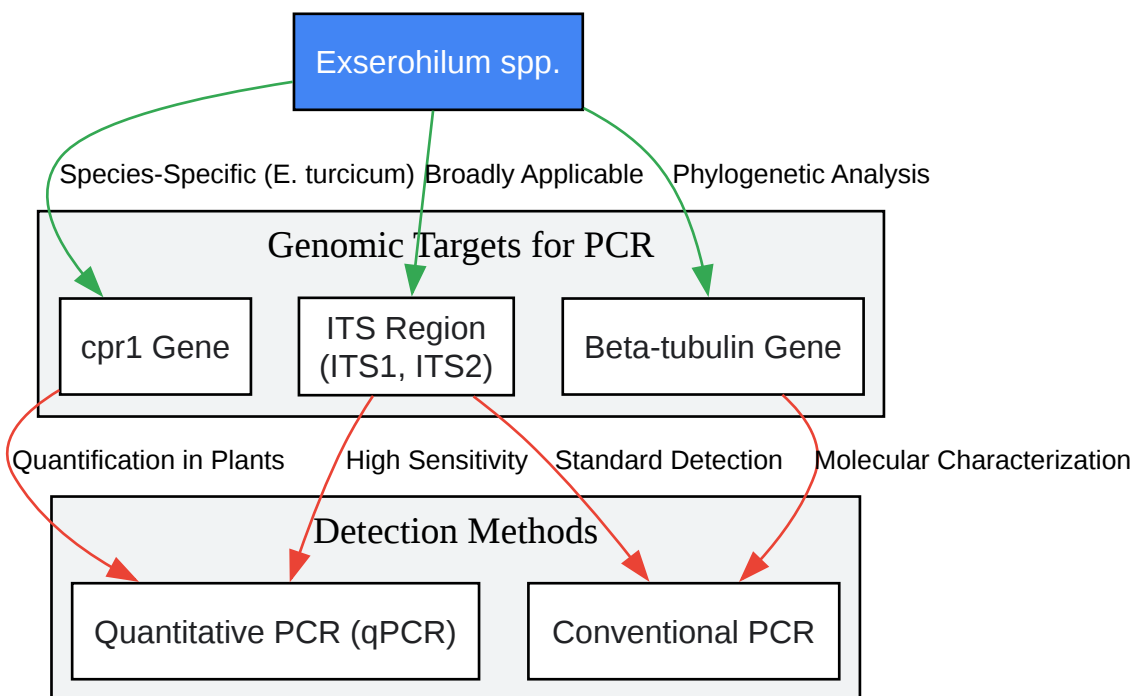 Exserohilum spp.
Species-Specific (E. turcicum)
Broadly Applicable
Phylogenetic Analysis
Genomic Targets for PCR
cpr1 Gene
ITS Region
(ITS1, ITS2)
Beta-tubulin Gene
Quantification in Plants
High Sensitivity
Standard Detection
Molecular Characterization
Detection Methods
Quantitative PCR (qPCR)
Conventional PCR